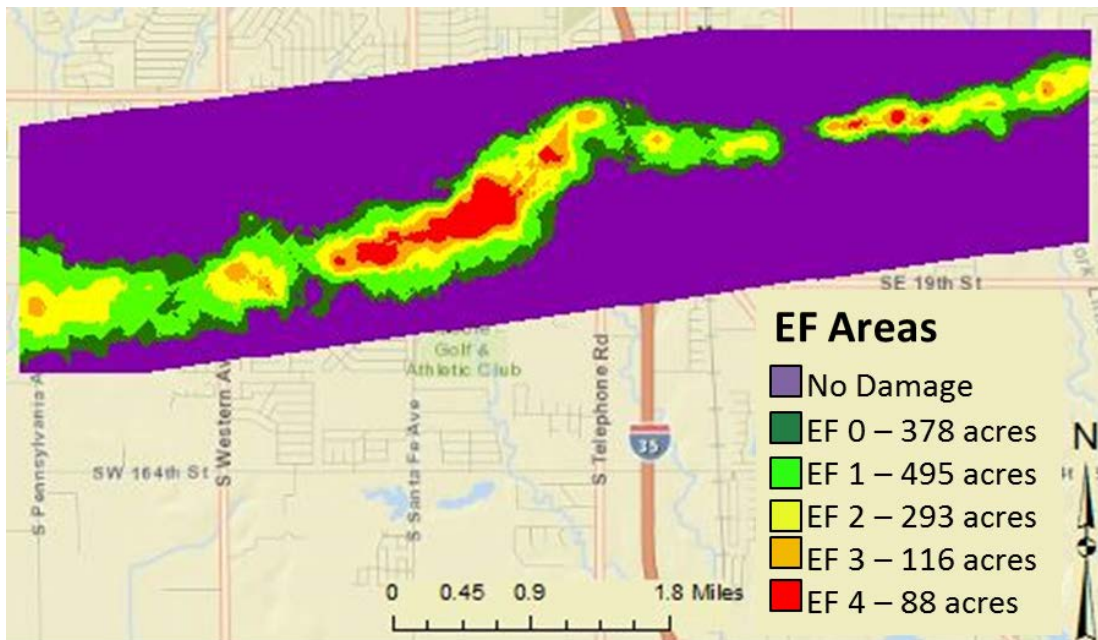 SE 19th St
EF Areas
No Damage
EF 0 – 378 acres
EF 1 – 495 acres
EF 2 – 293 acres
EF 3 – 116 acres
EF 4 – 88 acres
Golf &
Athletic Club
S Pennsylvania A
S Western Av
S Santa Fe Ave
S Telephone Rd
35
SW 164th St
N
0 0.45 0.9 1.8 Miles